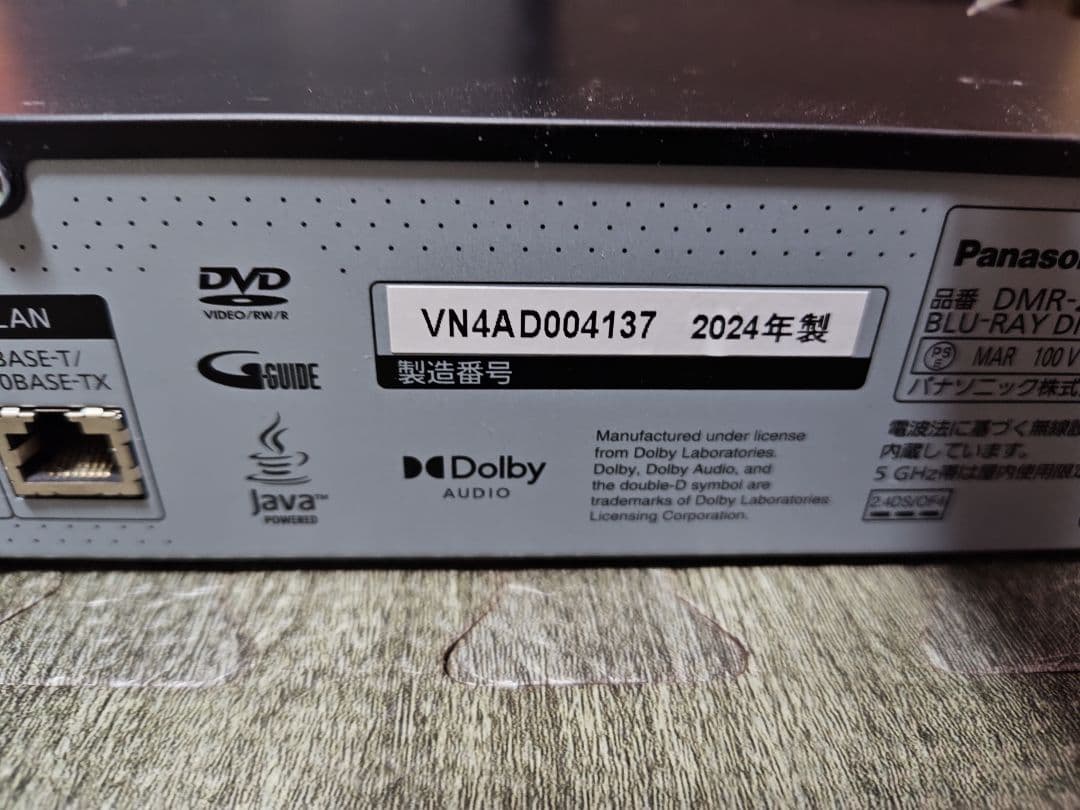 LAN
BASE-T/
0BASE-TX
DVD
VIDEO/RW/R
G-GUIDE
Java™
POWERED
VN4AD004137 2024年製
製造番号
Dolby
AUDIO
Manufactured under license
from Dolby Laboratories.
Dolby, Dolby Audio, and
the double-D symbol are
trademarks of Dolby Laboratories
Licensing Corporation.
Panaso
品番 DMR-
BLU-RAY DI
PS
E
MAR 100 V
パナソニック株式
電波法に基づく無線
内蔵しています。
5 GHz帯は屋内使用限
2.4DS/OF4